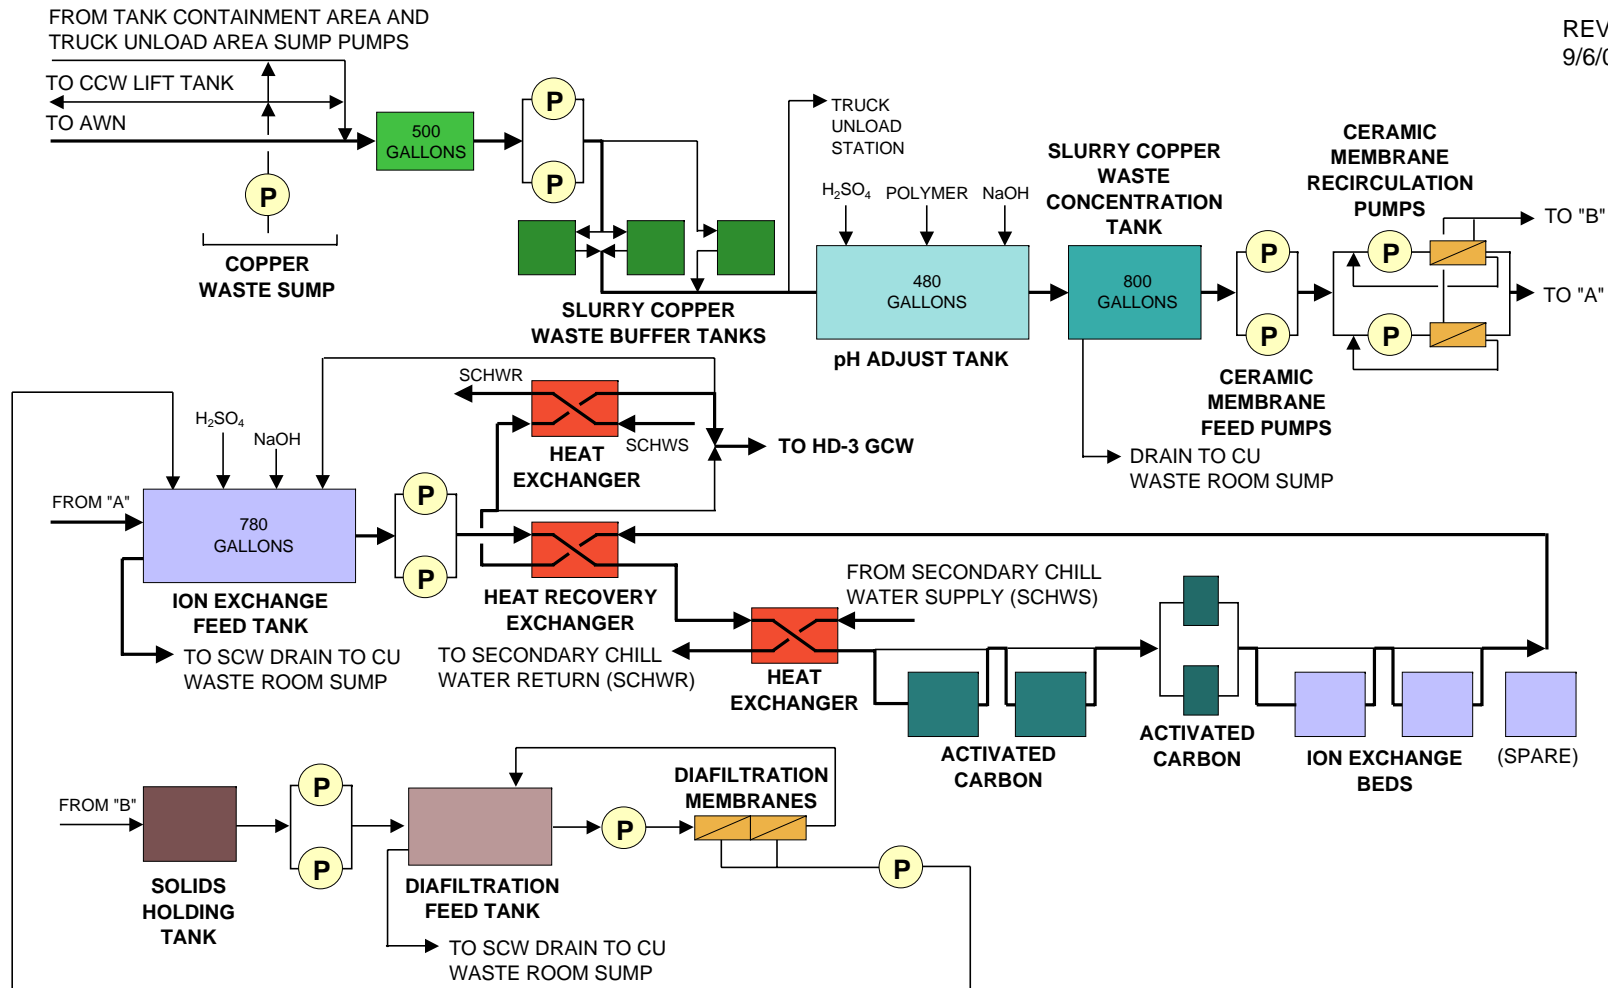 FROM TANK CONTAINMENT AREA AND
TRUCK UNLOAD AREA SUMP PUMPS
REV
9/6/0
TO CCW LIFT TANK
TO AWN
500
GALLONS
P
P
P
COPPER
WASTE SUMP
SLURRY COPPER
WASTE BUFFER TANKS
TRUCK
UNLOAD
STATION
H₂SO₄
POLYMER
NaOH
480
GALLONS
pH ADJUST TANK
SLURRY COPPER
WASTE
CONCENTRATION
TANK
800
GALLONS
P
P
CERAMIC
MEMBRANE
FEED PUMPS
DRAIN TO CU
WASTE ROOM SUMP
CERAMIC
MEMBRANE
RECIRCULATION
PUMPS
P
P
TO "B"
TO "A"
SCHWR
SCHWS
HEAT
EXCHANGER
TO HD-3 GCW
H₂SO₄
NaOH
FROM "A"
780
GALLONS
P
P
ION EXCHANGE
FEED TANK
TO SCW DRAIN TO CU
WASTE ROOM SUMP
HEAT RECOVERY
EXCHANGER
FROM SECONDARY CHILL
WATER SUPPLY (SCHWS)
TO SECONDARY CHILL
WATER RETURN (SCHWR)
HEAT
EXCHANGER
ACTIVATED
CARBON
ACTIVATED
CARBON
ION EXCHANGE
BEDS
(SPARE)
FROM "B"
SOLIDS
HOLDING
TANK
P
P
DIAFILTRATION
FEED TANK
TO SCW DRAIN TO CU
WASTE ROOM SUMP
P
DIAFILTRATION
MEMBRANES
P